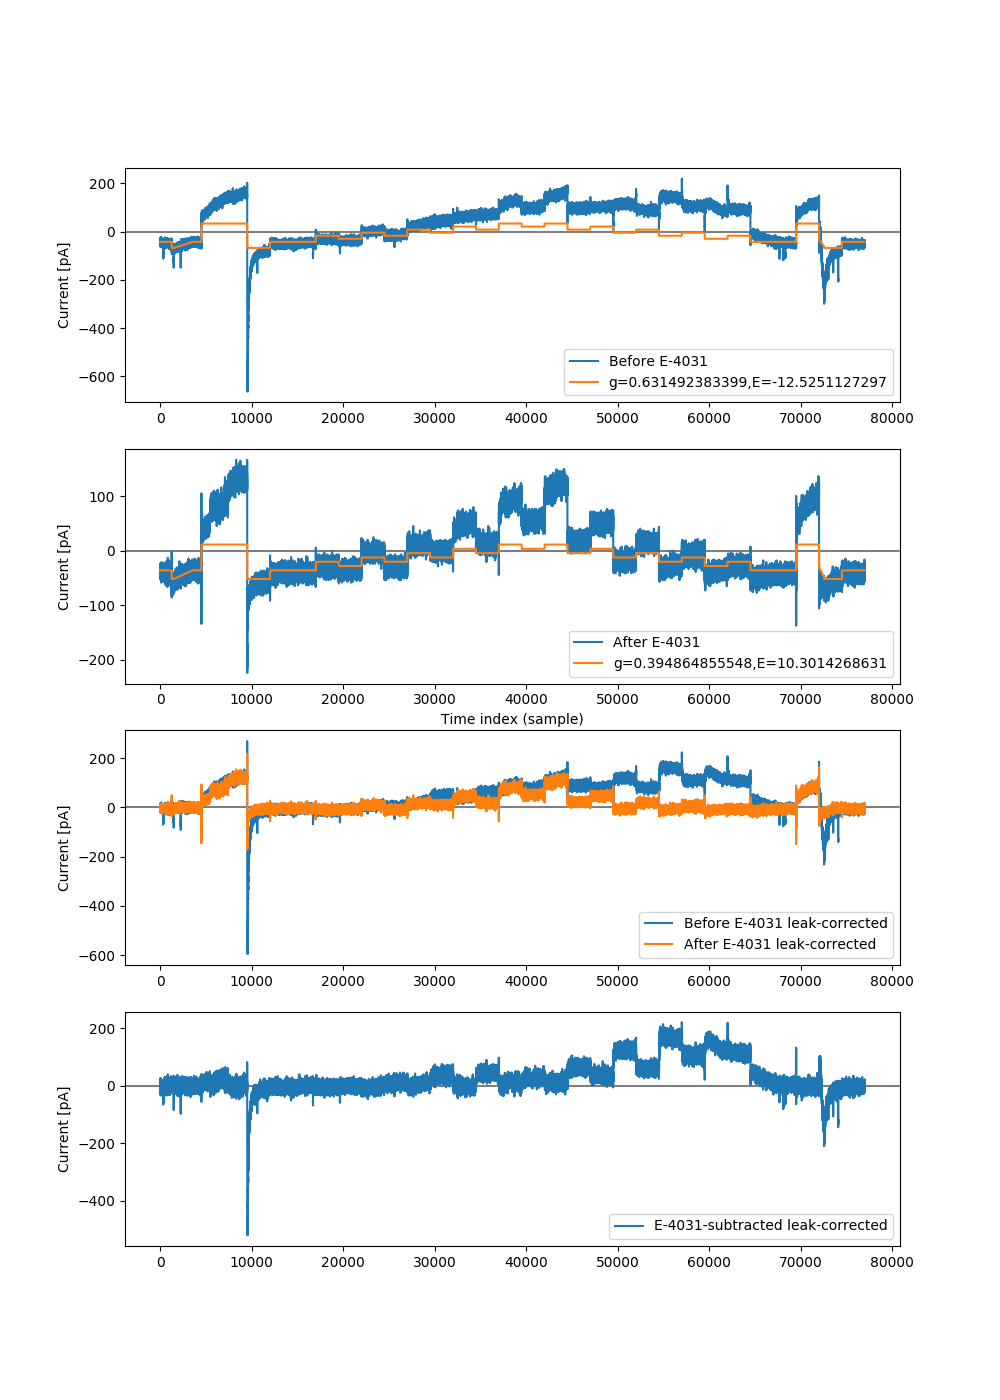 200
0
−200
−400
−600
Current [pA]
Before E-4031
g=0.631492383399,E=-12.5251127297
0 10000 20000 30000 40000 50000 60000 70000 80000
100
0
−100
−200
Current [pA]
After E-4031
g=0.394864855548,E=10.3014268631
0 10000 20000 30000 40000 50000 60000 70000 80000
Time index (sample)
200
0
−200
−400
−600
Current [pA]
Before E-4031 leak-corrected
After E-4031 leak-corrected
0 10000 20000 30000 40000 50000 60000 70000 80000
200
0
−200
−400
Current [pA]
E-4031-subtracted leak-corrected
0 10000 20000 30000 40000 50000 60000 70000 80000